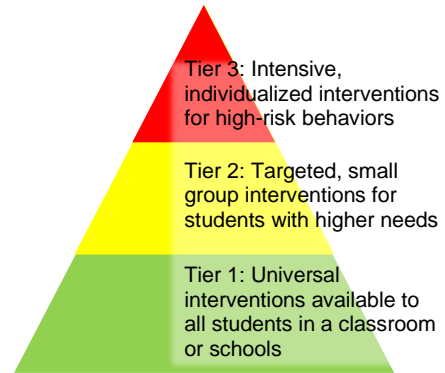 Tier 3: Intensive,
individualized interventions
for high-risk behaviors
Tier 2: Targeted, small
group interventions for
students with higher needs
Tier 1: Universal
interventions available to
all students in a classroom
or schools